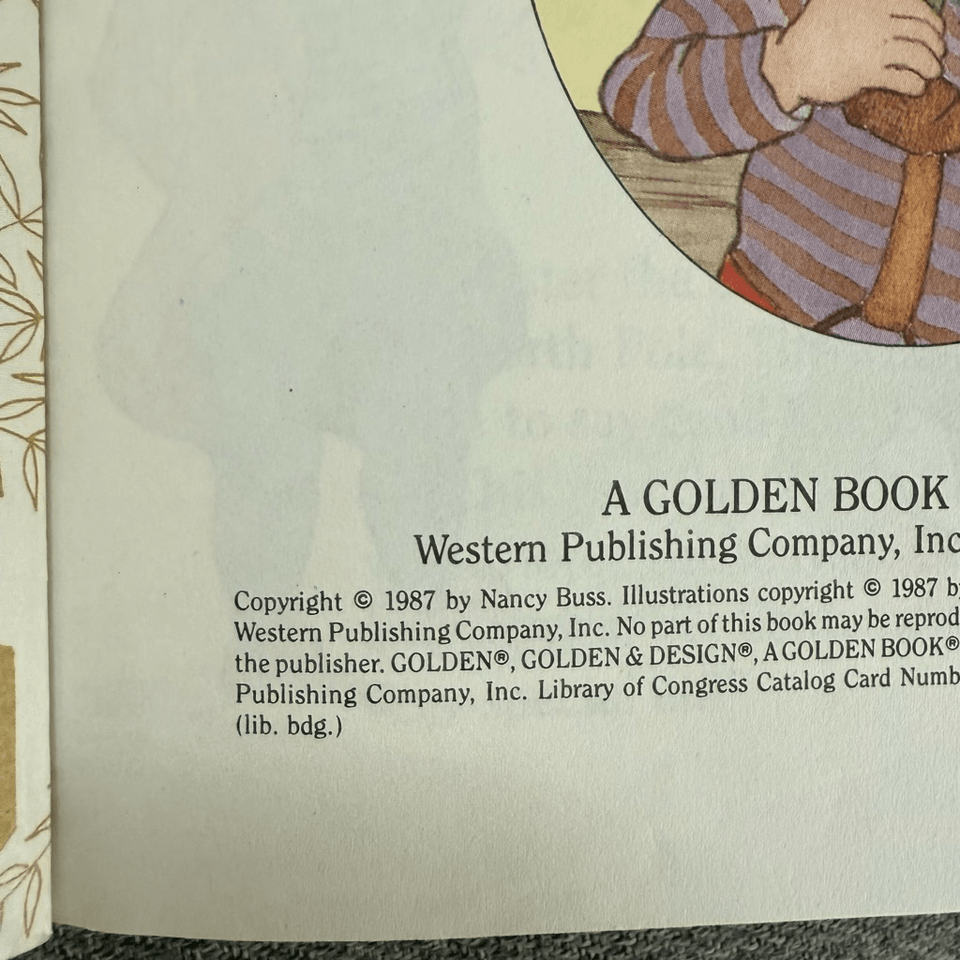 A GOLDEN BOOK
Western Publishing Company, Inc
Copyright © 1987 by Nancy Buss. Illustrations copyright © 1987 b
Western Publishing Company, Inc. No part of this book may be reprod
the publisher. GOLDEN®, GOLDEN & DESIGN®, A GOLDEN BOOK®
Publishing Company, Inc. Library of Congress Catalog Card Numb
(lib. bdg.)